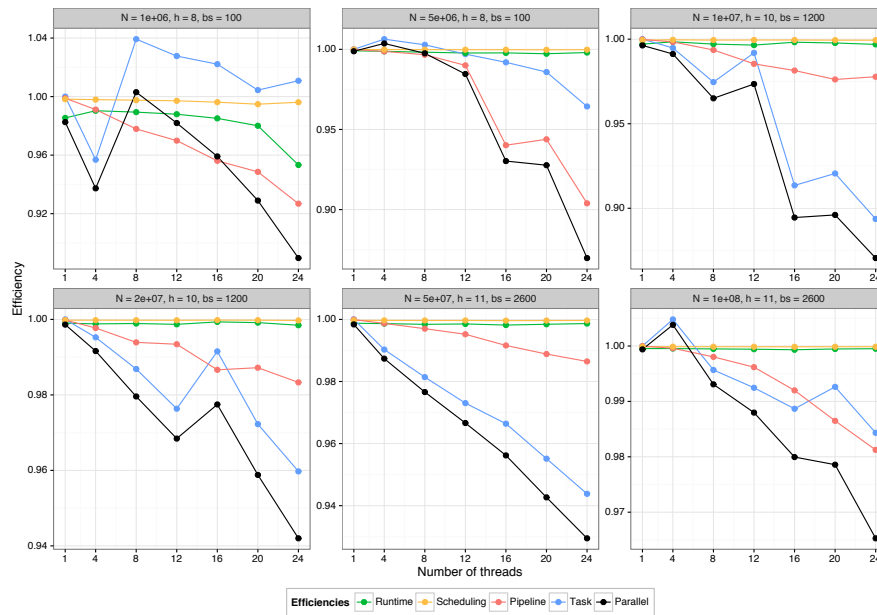 N = 1e+06, h = 8, bs = 100
N = 5e+06, h = 8, bs = 100
N = 1e+07, h = 10, bs = 1200
1.04
1.00
0.96
0.92
1.00
0.95
0.90
1.00
0.95
0.90
1 4 8 12 16 20 24
1 4 8 12 16 20 24
1 4 8 12 16 20 24
Efficiency
N = 2e+07, h = 10, bs = 1200
N = 5e+07, h = 11, bs = 2600
N = 1e+08, h = 11, bs = 2600
1.00
0.98
0.96
0.94
1.00
0.98
0.96
0.94
1.00
0.99
0.98
0.97
1 4 8 12 16 20 24
1 4 8 12 16 20 24
1 4 8 12 16 20 24
Number of threads
Efficiencies Runtime Scheduling Pipeline Task Parallel